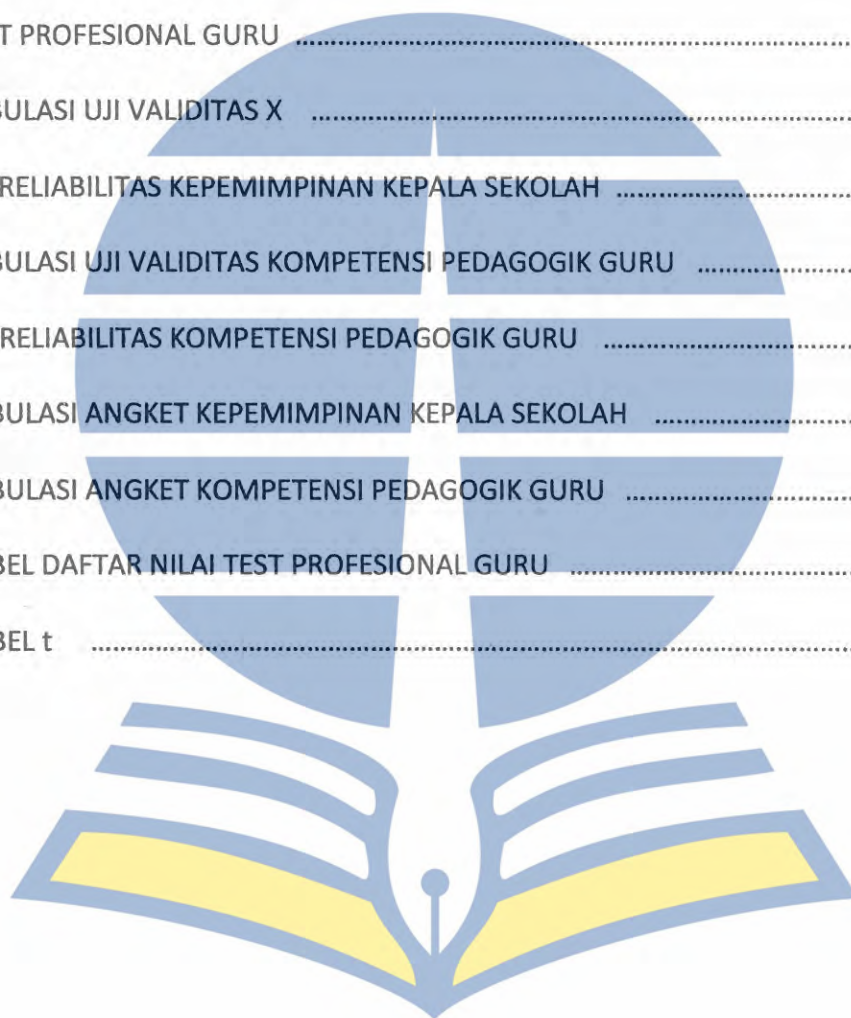 T PROFESIONAL GURU ..........................................................................
BULASI UJI VALIDITAS X ..........................................................................
RELIABILITAS KEPEMIMPINAN KEPALA SEKOLAH ................................
BULASI UJI VALIDITAS KOMPETENSI PEDAGOGIK GURU .....................
RELIABILITAS KOMPETENSI PEDAGOGIK GURU ..................................
BULASI ANGKET KEPEMIMPINAN KEPALA SEKOLAH ..........................
BULASI ANGKET KOMPETENSI PEDAGOGIK GURU ..............................
BEL DAFTAR NILAI TEST PROFESIONAL GURU ......................................
BEL t ....................................................................................................